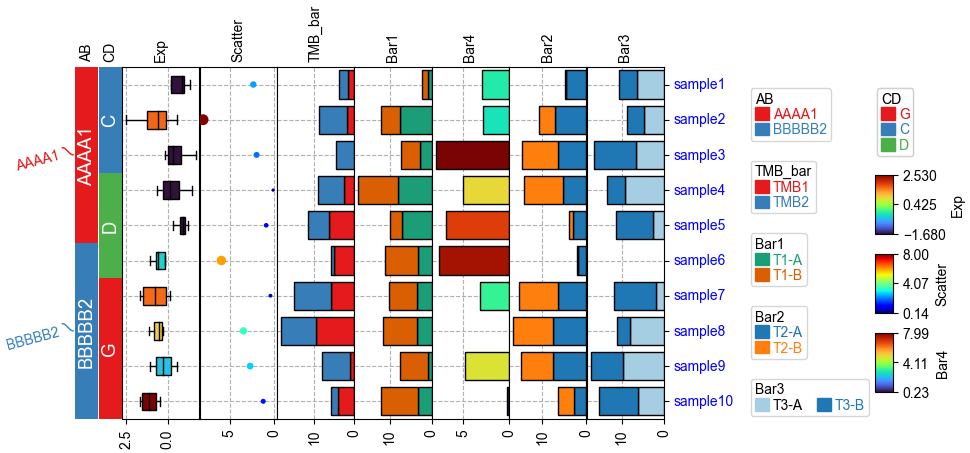 AB
CD
Exp
Scatter
TMB_bar
Bar1
Bar4
Bar2
Bar3
AAAA1
AAAA1
C
D
G
BBBBB2
BBBBB2
sample1
sample2
sample3
sample4
sample5
sample6
sample7
sample8
sample9
sample10
2.5
0.0
5
0
10
0
10
0
5
0
10
0
10
0
AB
AAAA1
BBBBB2
TMB_bar
TMB1
TMB2
Bar1
T1-A
T1-B
Bar2
T2-A
T2-B
Bar3
T3-A T3-B
CD
G
C
D
2.530
0.425
−1.680
Exp
8.00
4.07
0.14
Scatter
7.99
4.11
0.23
Bar4